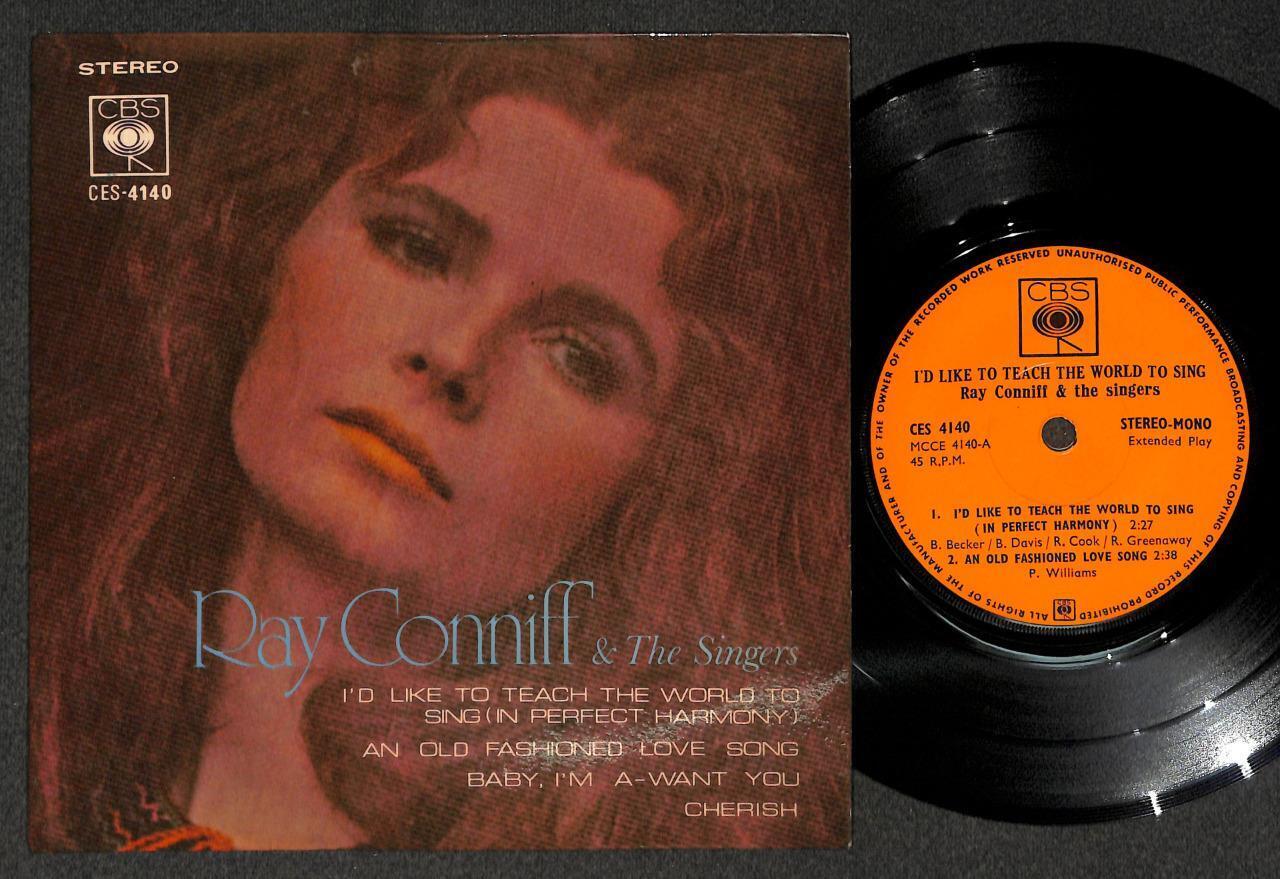 STEREO
CBS
CES-4140
Ray Conniff & The Singers
I'D LIKE TO TEACH THE WORLD TO
SING (IN PERFECT HARMONY)
AN OLD FASHIONED LOVE SONG
BABY, I'M A-WANT YOU
CHERISH
ALL RIGHTS OF THE MANUFACTURER AND OF THE OWNER OF THE RECORDED WORK RESERVED UNAUTHORISED PUBLIC PERFORMANCE BROADCASTING AND COPYING OF THIS RECORD PROHIBITED
CBS
I'D LIKE TO TEACH THE WORLD TO SING
Ray Conniff & the singers
CES 4140
MCCE 4140-A
45 R.P.M.
STEREO-MONO
Extended Play
1. I'D LIKE TO TEACH THE WORLD TO SING
(IN PERFECT HARMONY) 2:27
B. Becker / B. Davis / R. Cook / R. Greenaway
2. AN OLD FASHIONED LOVE SONG 2:38
P. Williams
CBS